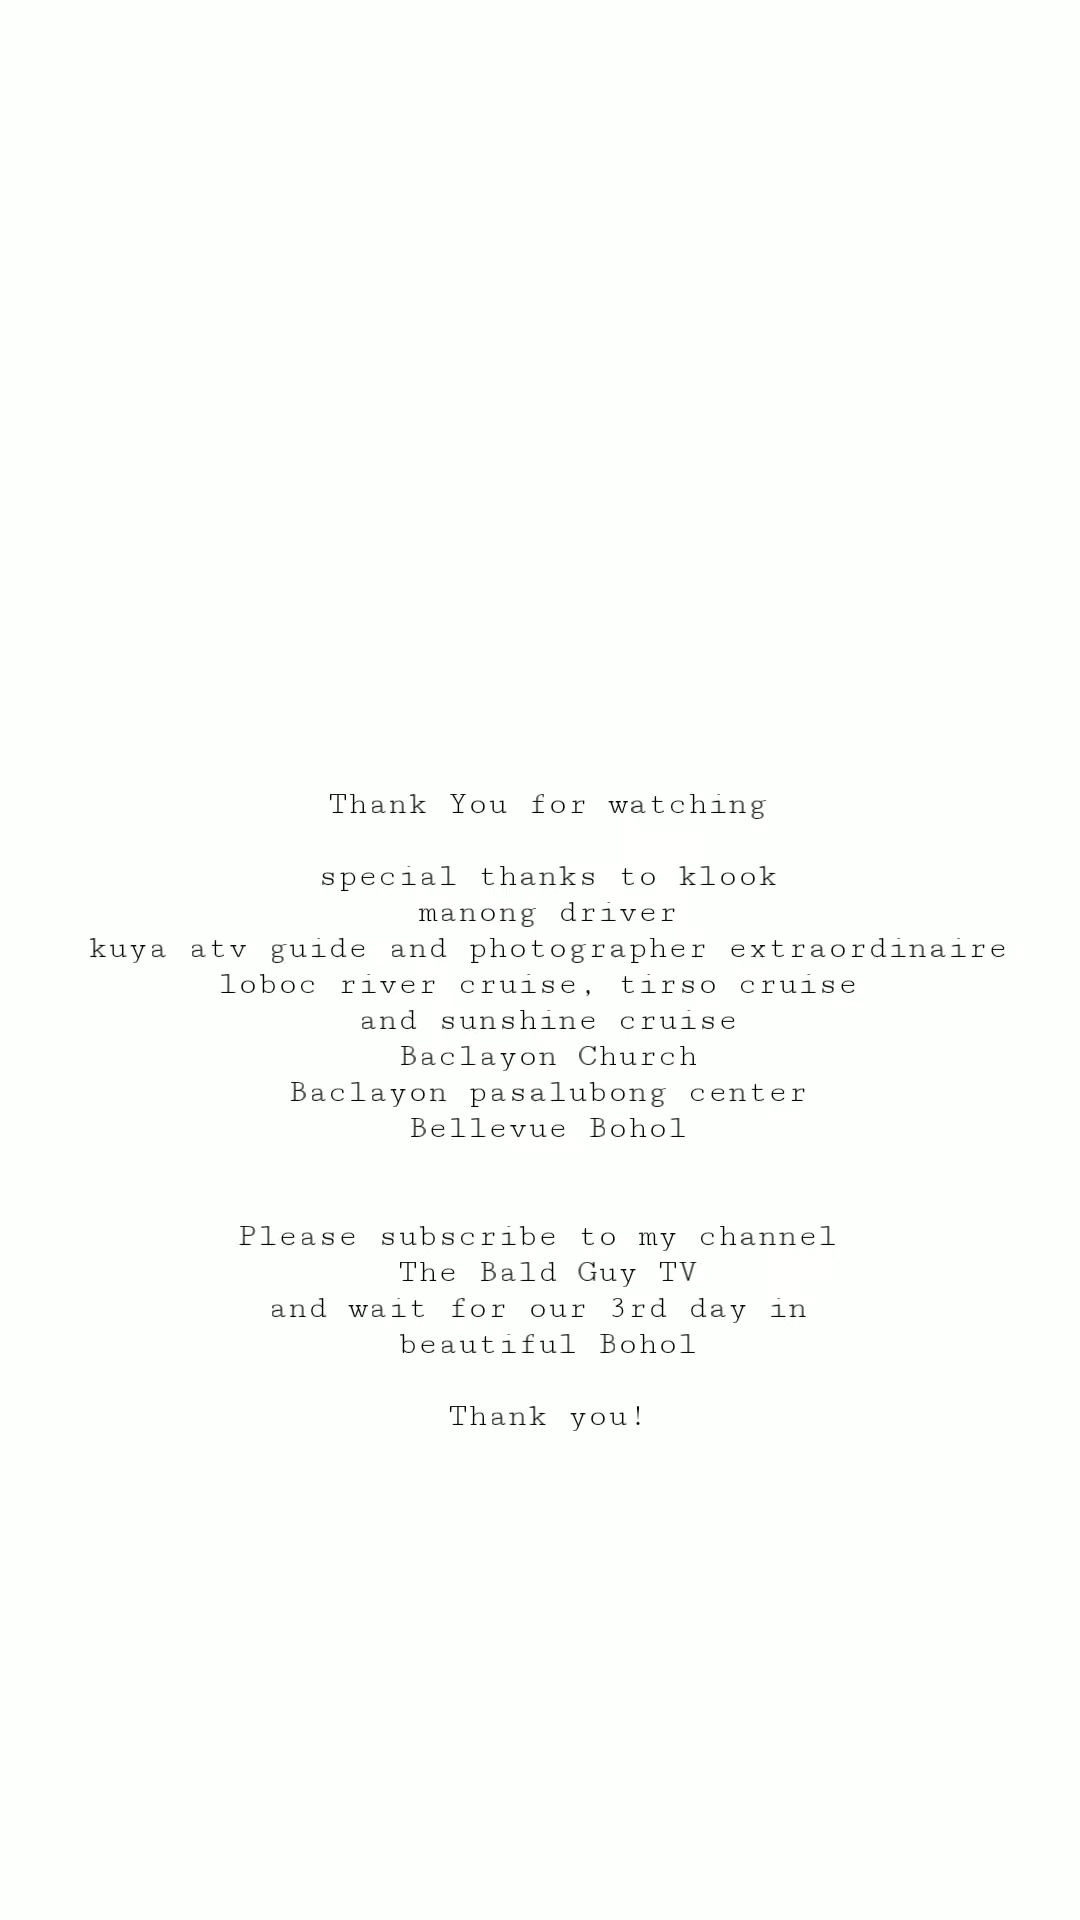 Thank You for watching
special thanks to klook
manong driver
kuya atv guide and photographer extraordinaire
loboc river cruise, tirso cruise
and sunshine cruise
Baclayon Church
Baclayon pasalubong center
Bellevue Bohol
Please subscribe to my channel
The Bald Guy TV
and wait for our 3rd day in
beautiful Bohol
Thank you!